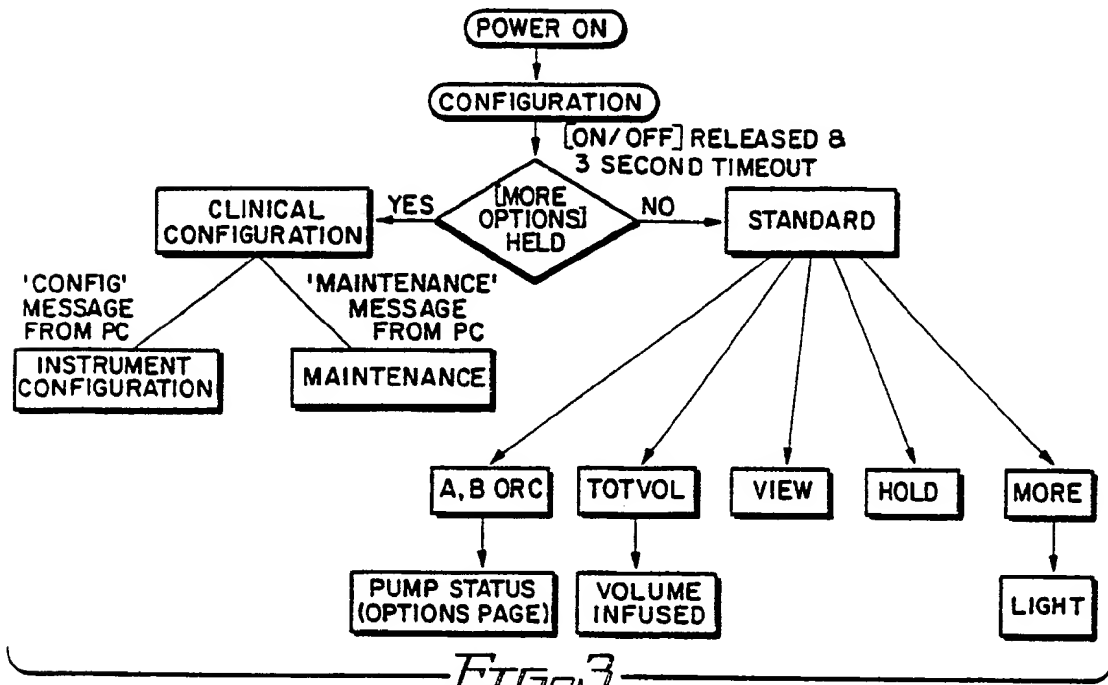 POWER ON
CONFIGURATION
[ON/OFF] RELEASED &
3 SECOND TIMEOUT
[MORE
OPTIONS]
HELD
YES
NO
CLINICAL
CONFIGURATION
STANDARD
'CONFIG'
MESSAGE
FROM PC
'MAINTENANCE'
MESSAGE
FROM PC
INSTRUMENT
CONFIGURATION
MAINTENANCE
A, B ORC
TOTVOL
VIEW
HOLD
MORE
PUMP STATUS
(OPTIONS PAGE)
VOLUME
INFUSED
LIGHT
FIG. 3